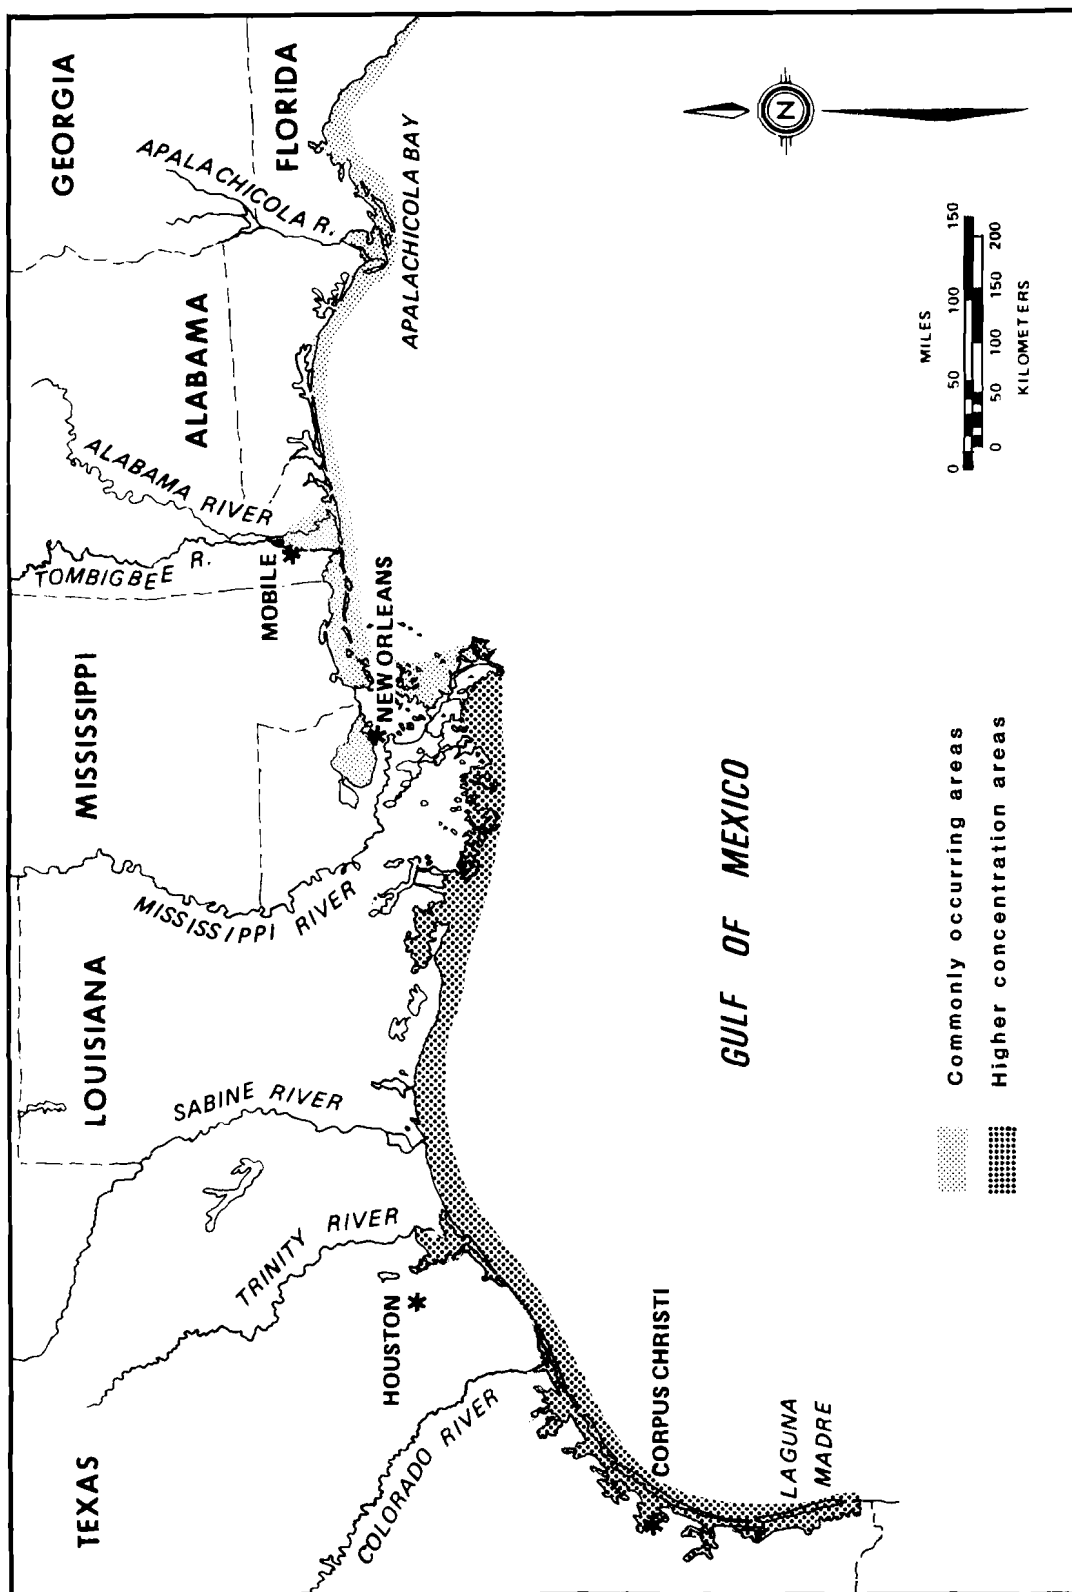 TEXAS
LOUISIANA
MISSISSIPPI
ALABAMA
GEORGIA
FLORIDA
COLORADO RIVER
TRINITY RIVER
SABINE RIVER
MISSISSIPPI RIVER
TOMBIGBEE R.
ALABAMA RIVER
APALACHICOLA R.
HOUSTON
MOBILE
NEW ORLEANS
CORPUS CHRISTI
LAGUNA
MADRE
APALACHICOLA BAY
GULF OF MEXICO
N
MILES
0 50 100 150
0 50 100 150 200
KILOMETERS
Commonly occurring areas
Higher concentration areas